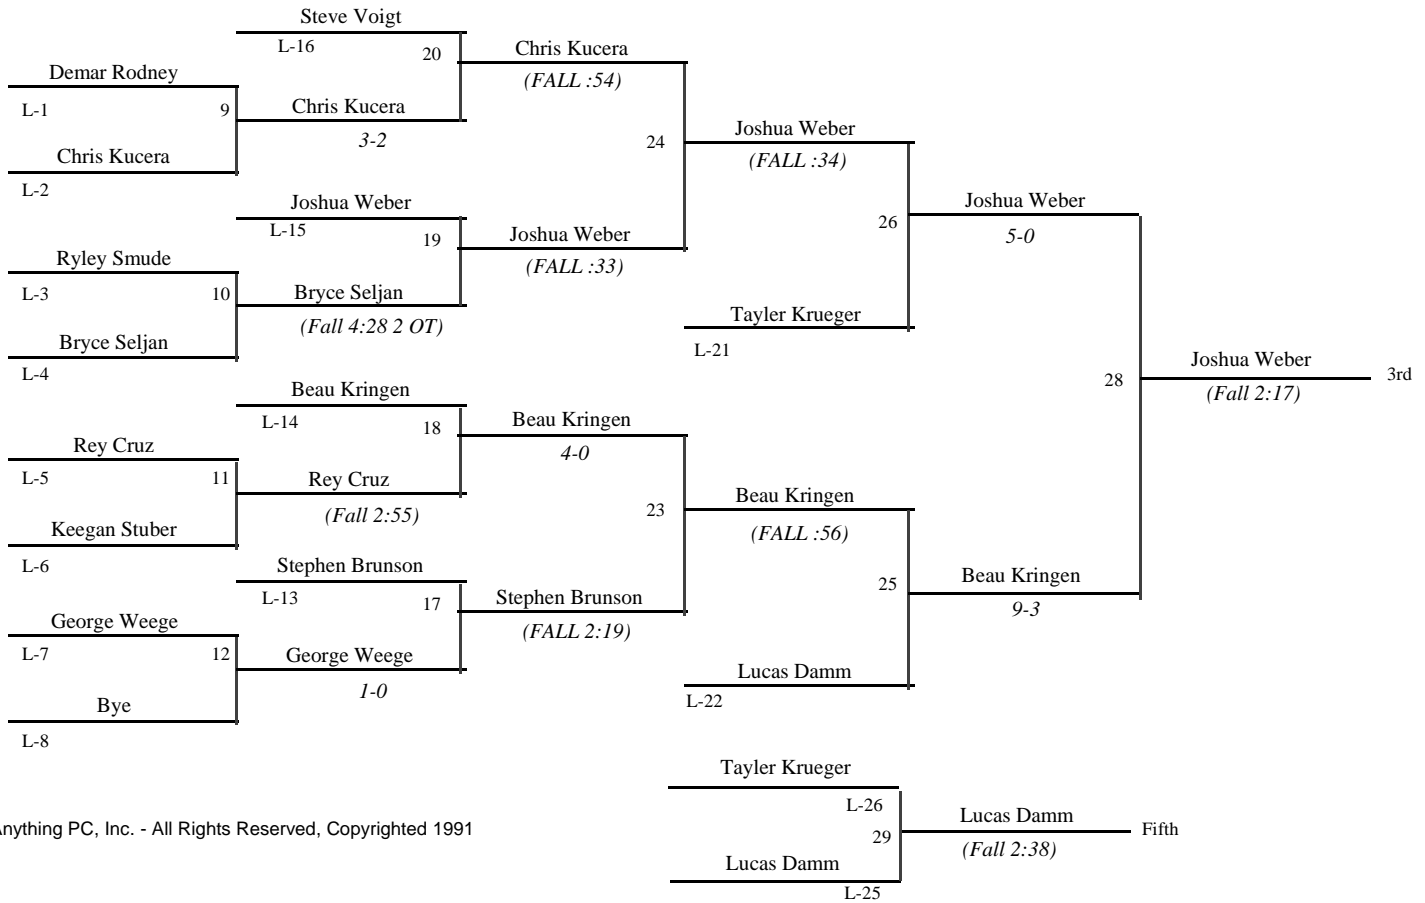 Steve Voigt
L-16
20
Chris Kucera
(FALL :54)
Demar Rodney
L-1
9
Chris Kucera
3-2
Chris Kucera
L-2
24
Joshua Weber
(FALL :34)
Joshua Weber
L-15
19
Joshua Weber
(FALL :33)
26
Joshua Weber
5-0
Ryley Smude
L-3
10
Bryce Seljan
(Fall 4:28 2 OT)
Bryce Seljan
L-4
Tayler Krueger
L-21
28
Joshua Weber
(Fall 2:17)
3rd
Beau Kringen
L-14
18
Beau Kringen
4-0
Rey Cruz
L-5
11
Rey Cruz
(Fall 2:55)
Keegan Stuber
L-6
23
Beau Kringen
(FALL :56)
Stephen Brunson
L-13
17
Stephen Brunson
(FALL 2:19)
25
Beau Kringen
9-3
George Weege
L-7
12
George Weege
1-0
Bye
L-8
Lucas Damm
L-22
Tayler Krueger
L-26
29
Lucas Damm
(Fall 2:38)
Fifth
Lucas Damm
L-25
nything PC, Inc. - All Rights Reserved, Copyrighted 1991